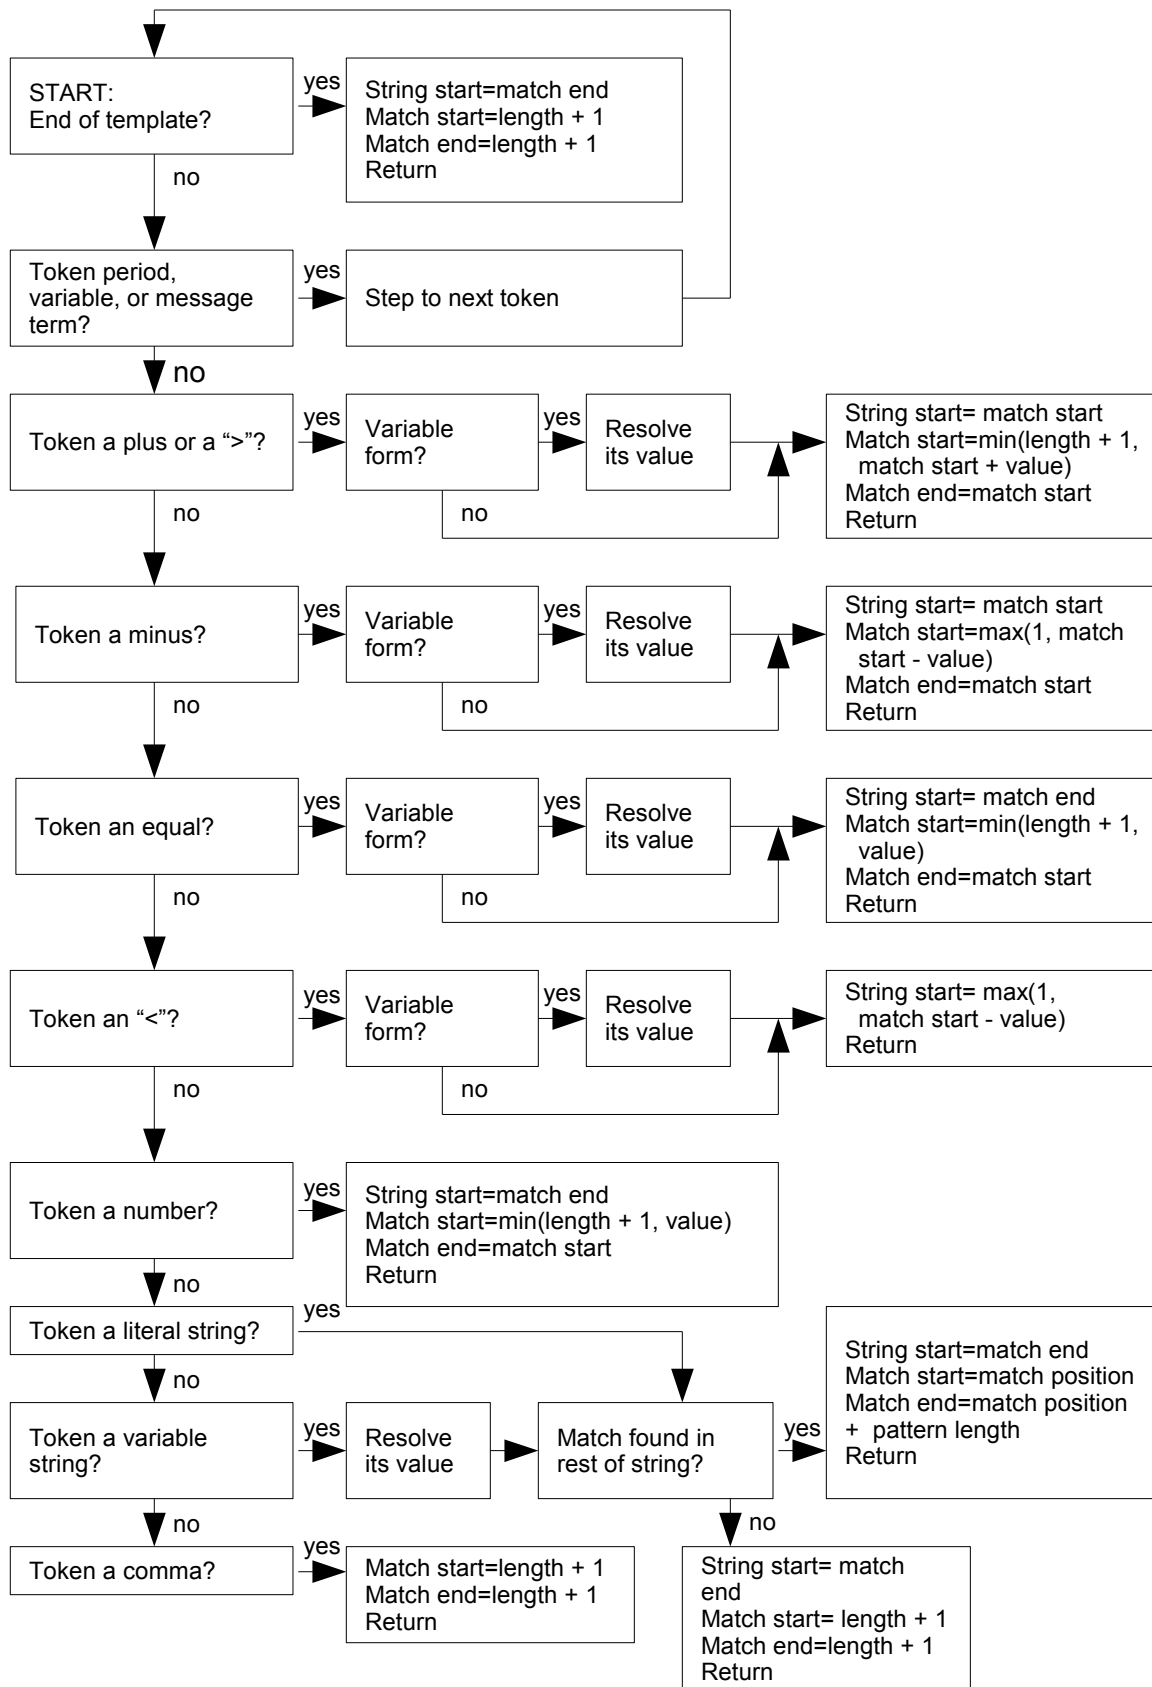 START:
End of template?
yes
String start=match end
Match start=length + 1
Match end=length + 1
Return
no
Token period,
variable, or message
term?
yes
Step to next token
no
Token a plus or a “>”?
yes
Variable
form?
yes
Resolve
its value
String start= match start
Match start=min(length + 1,
match start + value)
Match end=match start
Return
no
no
Token a minus?
yes
Variable
form?
yes
Resolve
its value
String start= match start
Match start=max(1, match
start - value)
Match end=match start
Return
no
no
Token an equal?
yes
Variable
form?
yes
Resolve
its value
String start= match end
Match start=min(length + 1,
value)
Match end=match start
Return
no
no
Token an “<”?
yes
Variable
form?
yes
Resolve
its value
String start= max(1,
match start - value)
Return
no
no
Token a number?
yes
String start=match end
Match start=min(length + 1, value)
Match end=match start
Return
no
Token a literal string?
yes
no
Token a variable
string?
yes
Resolve
its value
Match found in
rest of string?
yes
String start=match end
Match start=match position
Match end=match position
+ pattern length
Return
no
no
Token a comma?
yes
Match start=length + 1
Match end=length + 1
Return
String start= match
end
Match start= length + 1
Match end=length + 1
Return